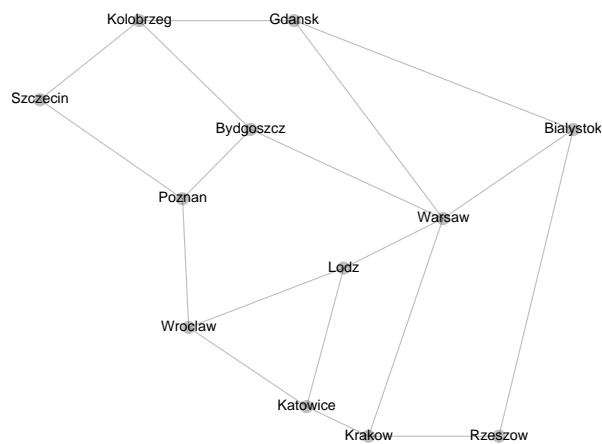 Kolobrzeg
Gdansk
Szczecin
Bydgoszcz
Bialystok
Poznan
Warsaw
Lodz
Wroclaw
Katowice
Krakow
Rzeszow